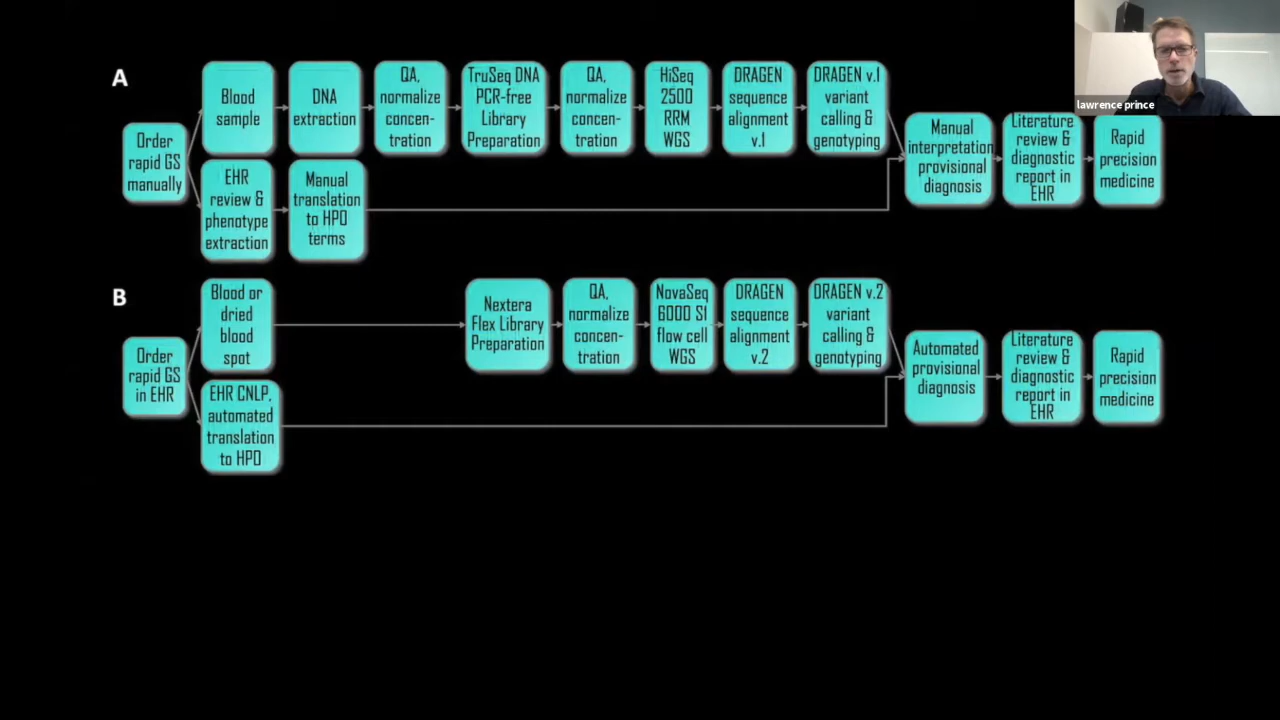 A
Order
rapid GS
manually
Blood
sample
DNA
extraction
QA,
normalize
concen-
tration
TruSeq DNA
PCR-free
Library
Preparation
QA,
normalize
concen-
tration
HiSeq
2500
RRM
WGS
DRAGEN
sequence
alignment
v.1
DRAGEN v.1
variant
calling &
genotyping
EHR
review &
phenotype
extraction
Manual
translation
to HPO
terms
Manual
interpretation
provisional
diagnosis
Literature
review &
diagnostic
report in
EHR
Rapid
precision
medicine
lawrence prince
B
Order
rapid GS
in EHR
Blood or
dried
blood
spot
Nextera
Flex Library
Preparation
QA,
normalize
concen-
tration
NovaSeq
6000 S1
flow cell
WGS
DRAGEN
sequence
alignment
v.2
DRAGEN v.2
variant
calling &
genotyping
EHR CNLP,
automated
translation
to HPO
Automated
provisional
diagnosis
Literature
review &
diagnostic
report in
EHR
Rapid
precision
medicine